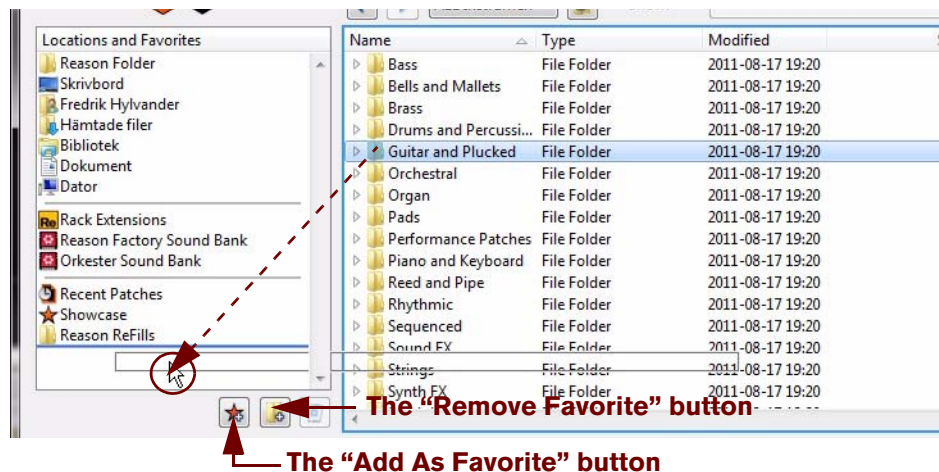 Locations and Favorites
Reason Folder
Skrivbord
Fredrik Hylvander
Hämtade filer
Bibliotek
Dokument
Dator
Rack Extensions
Reason Factory Sound Bank
Orkester Sound Bank
Recent Patches
Showcase
Reason ReFills
Name Type Modified
Bass File Folder 2011-08-17 19:20
Bells and Mallets File Folder 2011-08-17 19:20
Brass File Folder 2011-08-17 19:20
Drums and Percussi... File Folder 2011-08-17 19:20
Guitar and Plucked File Folder 2011-08-17 19:20
Orchestral File Folder 2011-08-17 19:20
Organ File Folder 2011-08-17 19:20
Pads File Folder 2011-08-17 19:20
Performance Patches File Folder 2011-08-17 19:20
Piano and Keyboard File Folder 2011-08-17 19:20
Reed and Pipe File Folder 2011-08-17 19:20
Rhythmic File Folder 2011-08-17 19:20
Sequenced File Folder 2011-08-17 19:20
Sound FX File Folder 2011-08-17 19:20
Strings File Folder 2011-08-17 19:20
Synth FX File Folder 2011-08-17 19:20
The “Remove Favorite” button
The “Add As Favorite” button